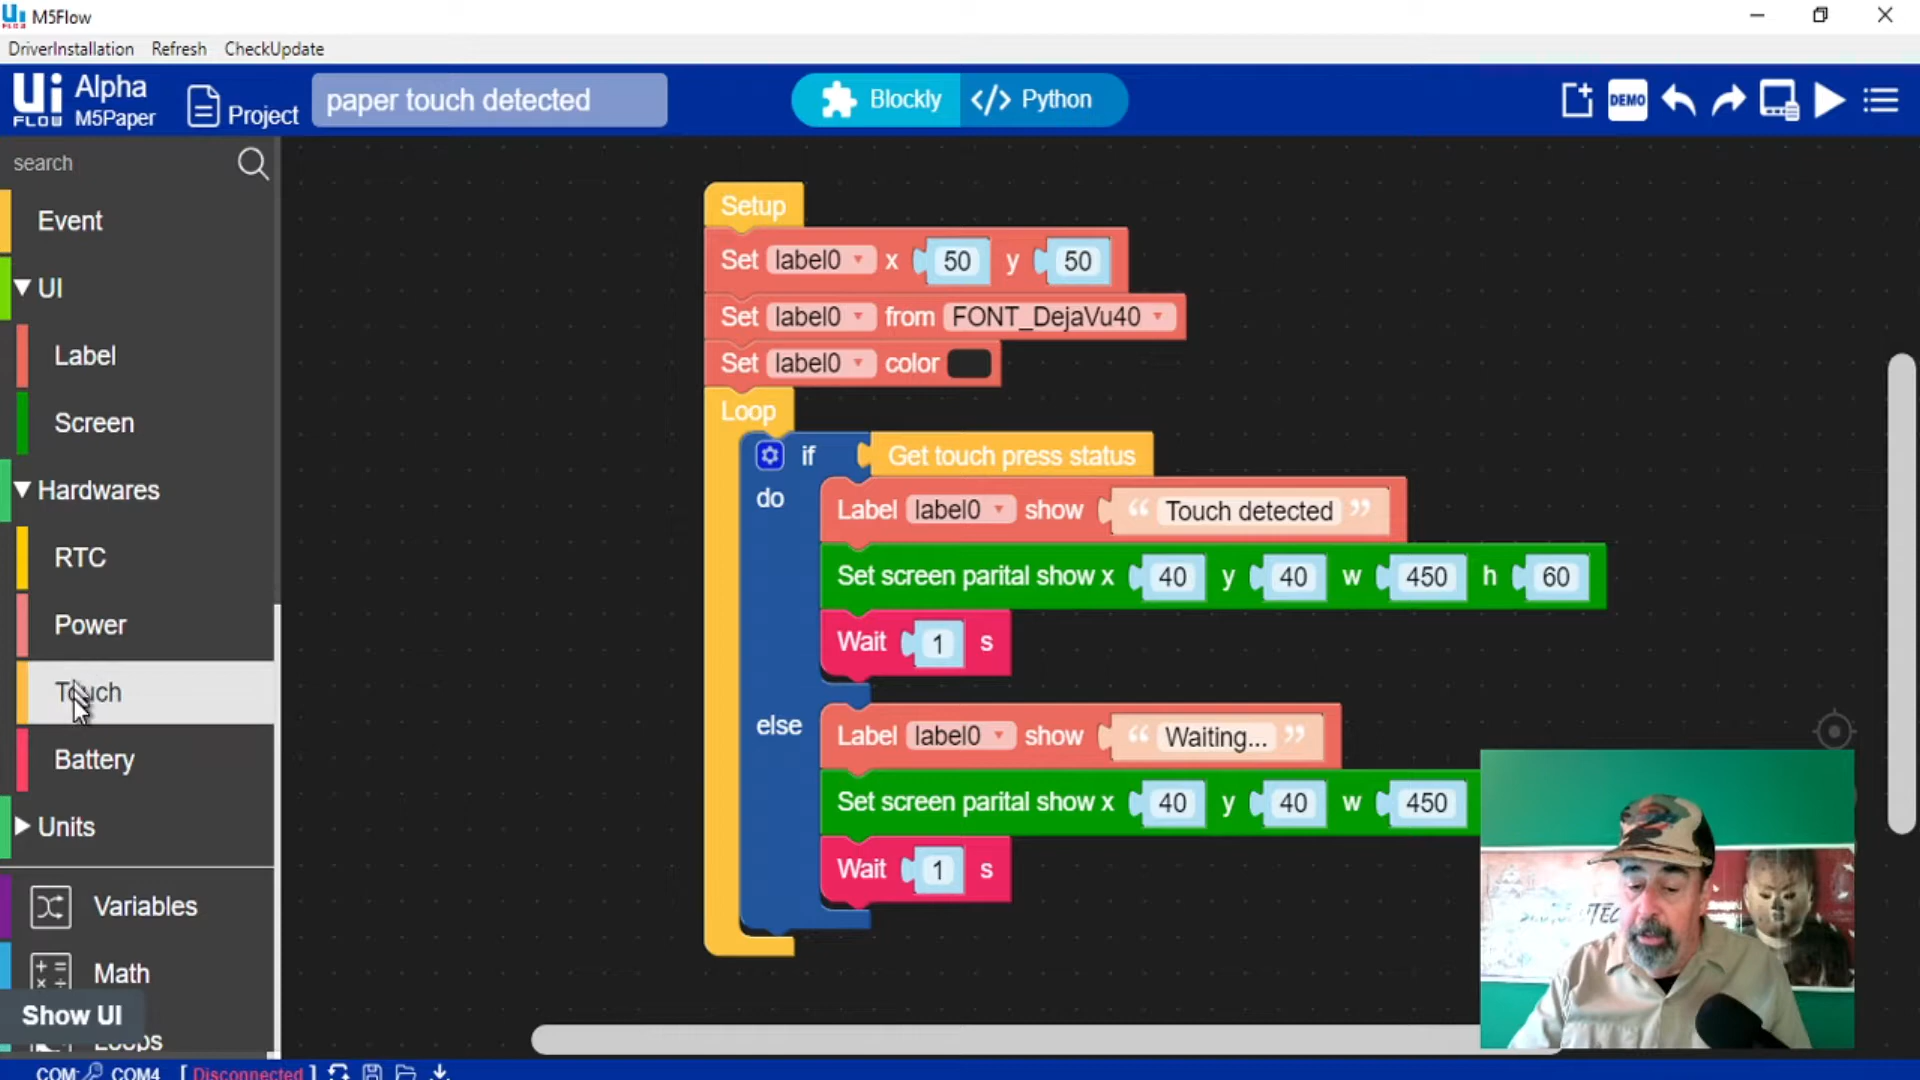 M5Flow
DriverInstallation Refresh CheckUpdate
Ui FLOW Alpha M5Paper Project paper touch detected Blockly </> Python DEMO
search
Event
UI
Label
Screen
Hardwares
RTC
Power
Touch
Battery
Units
Variables
Math
Loops
Show UI
Setup
Set label0 x 50 y 50
Set label0 from FONT_DejaVu40
Set label0 color
Loop
if Get touch press status
do Label label0 show “ Touch detected ”
Set screen parital show x 40 y 40 w 450 h 60
Wait 1 s
else Label label0 show “ Waiting... ”
Set screen parital show x 40 y 40 w 450
Wait 1 s
COM: COM4 [ Disconnected ]